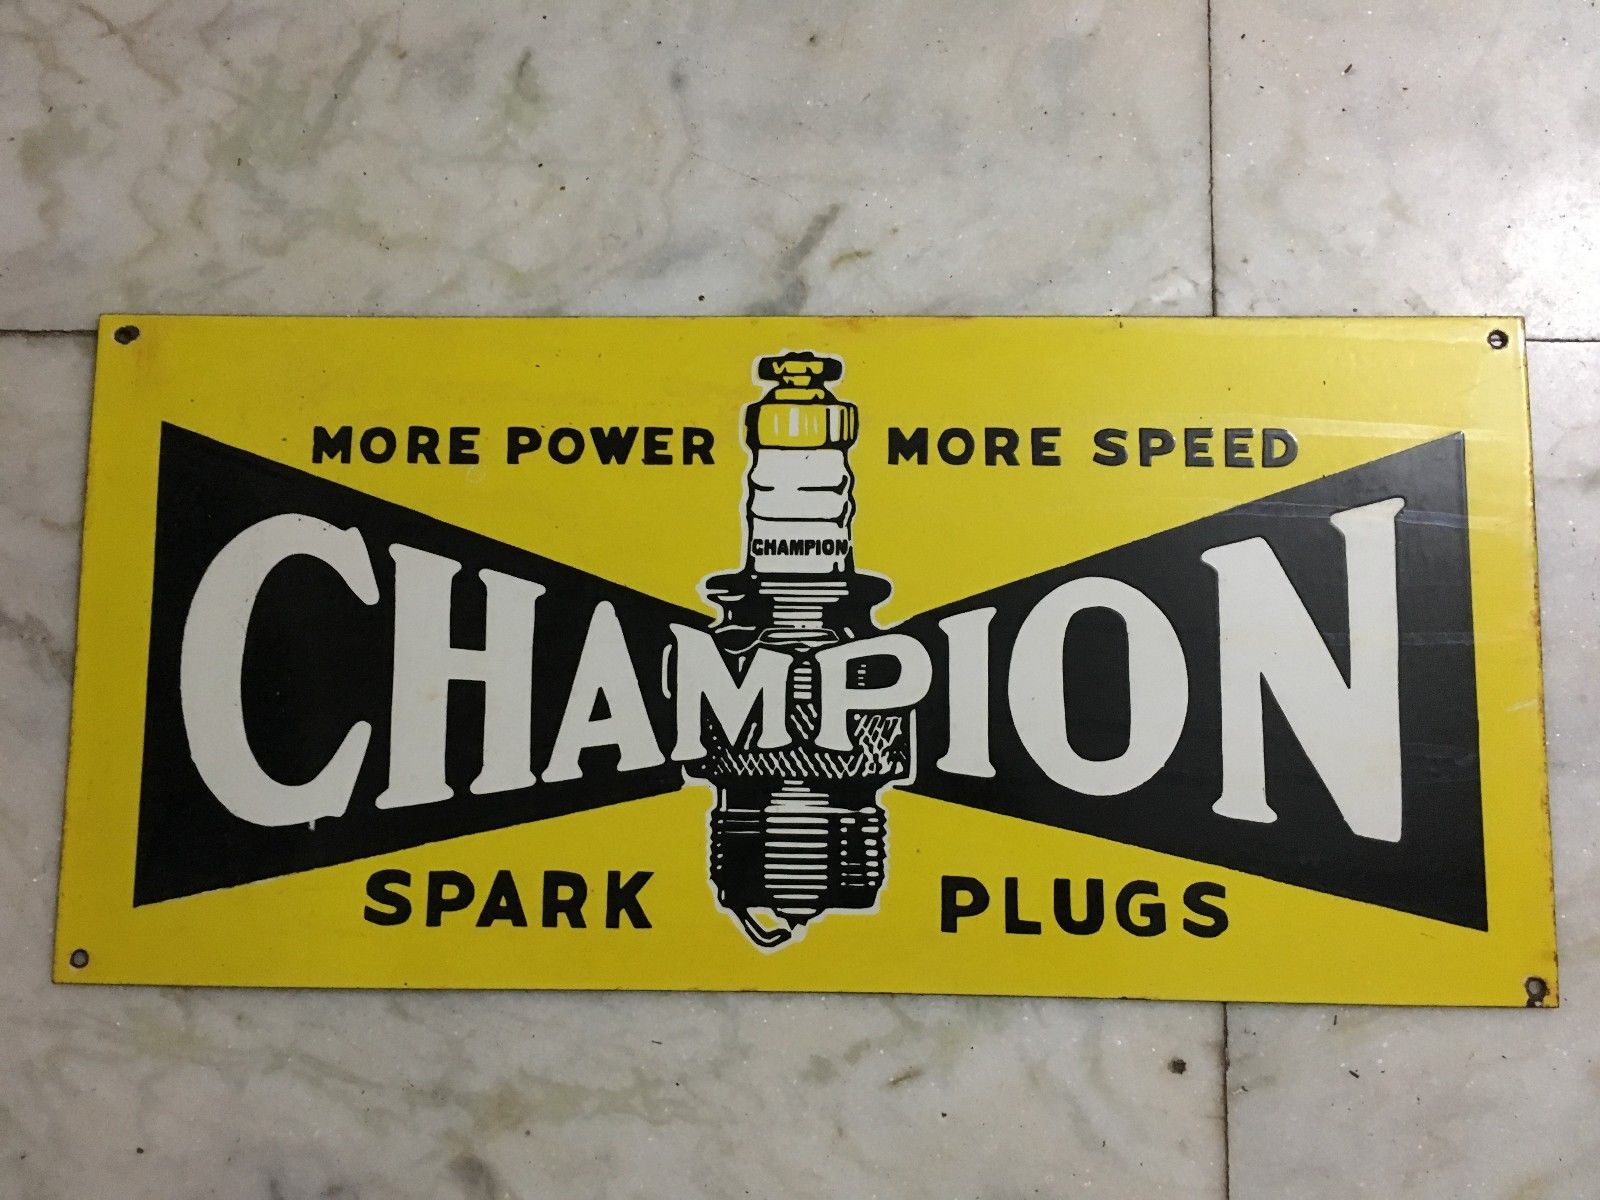 MORE POWER MORE SPEED
CHAMPION
CHAMPION
SPARK PLUGS